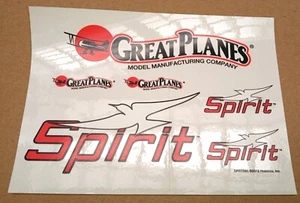 GREAT PLANES
MODEL MANUFACTURING COMPANY
GREAT PLANES
GREAT PLANES
Spirit
Spirit
Spirit